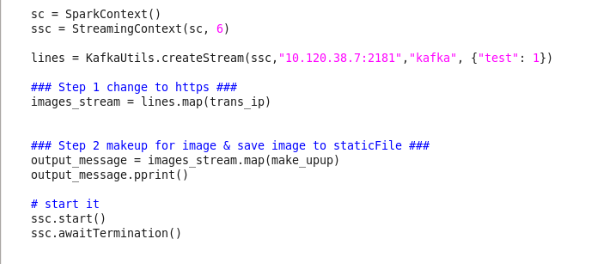 sc = SparkContext()
ssc = StreamingContext(sc, 6)
lines = KafkaUtils.createStream(ssc,"10.120.38.7:2181","kafka", {"test": 1})
### Step 1 change to https ###
images_stream = lines.map(trans_ip)
### Step 2 makeup for image & save image to staticFile ###
output_message = images_stream.map(make_upup)
output_message.pprint()
# start it
ssc.start()
ssc.awaitTermination()